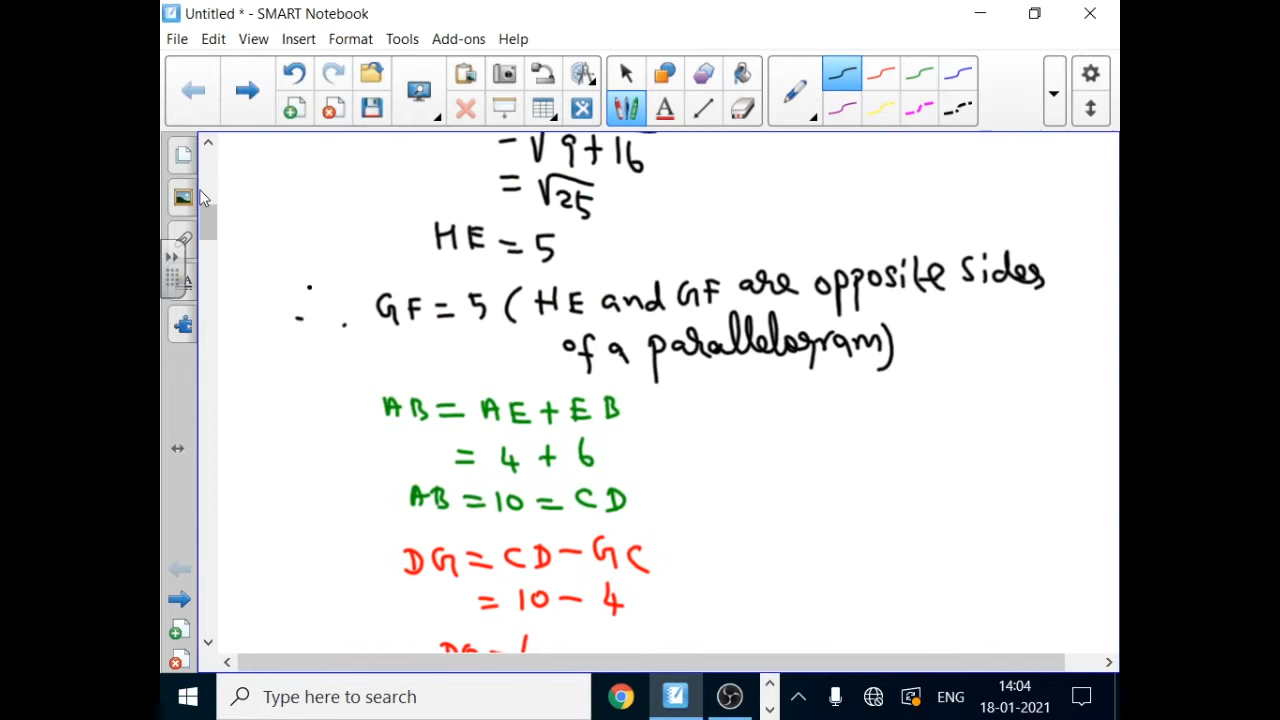 Untitled * - SMART Notebook
File Edit View Insert Format Tools Add-ons Help
= √9+16
= √25
HE = 5
∴ GF = 5 (HE and GF are opposite sides
of a parallelogram)
AB = AE + EB
= 4 + 6
AB = 10 = CD
DG = CD - GC
= 10 - 4
Type here to search
ENG
14:04
18-01-2021